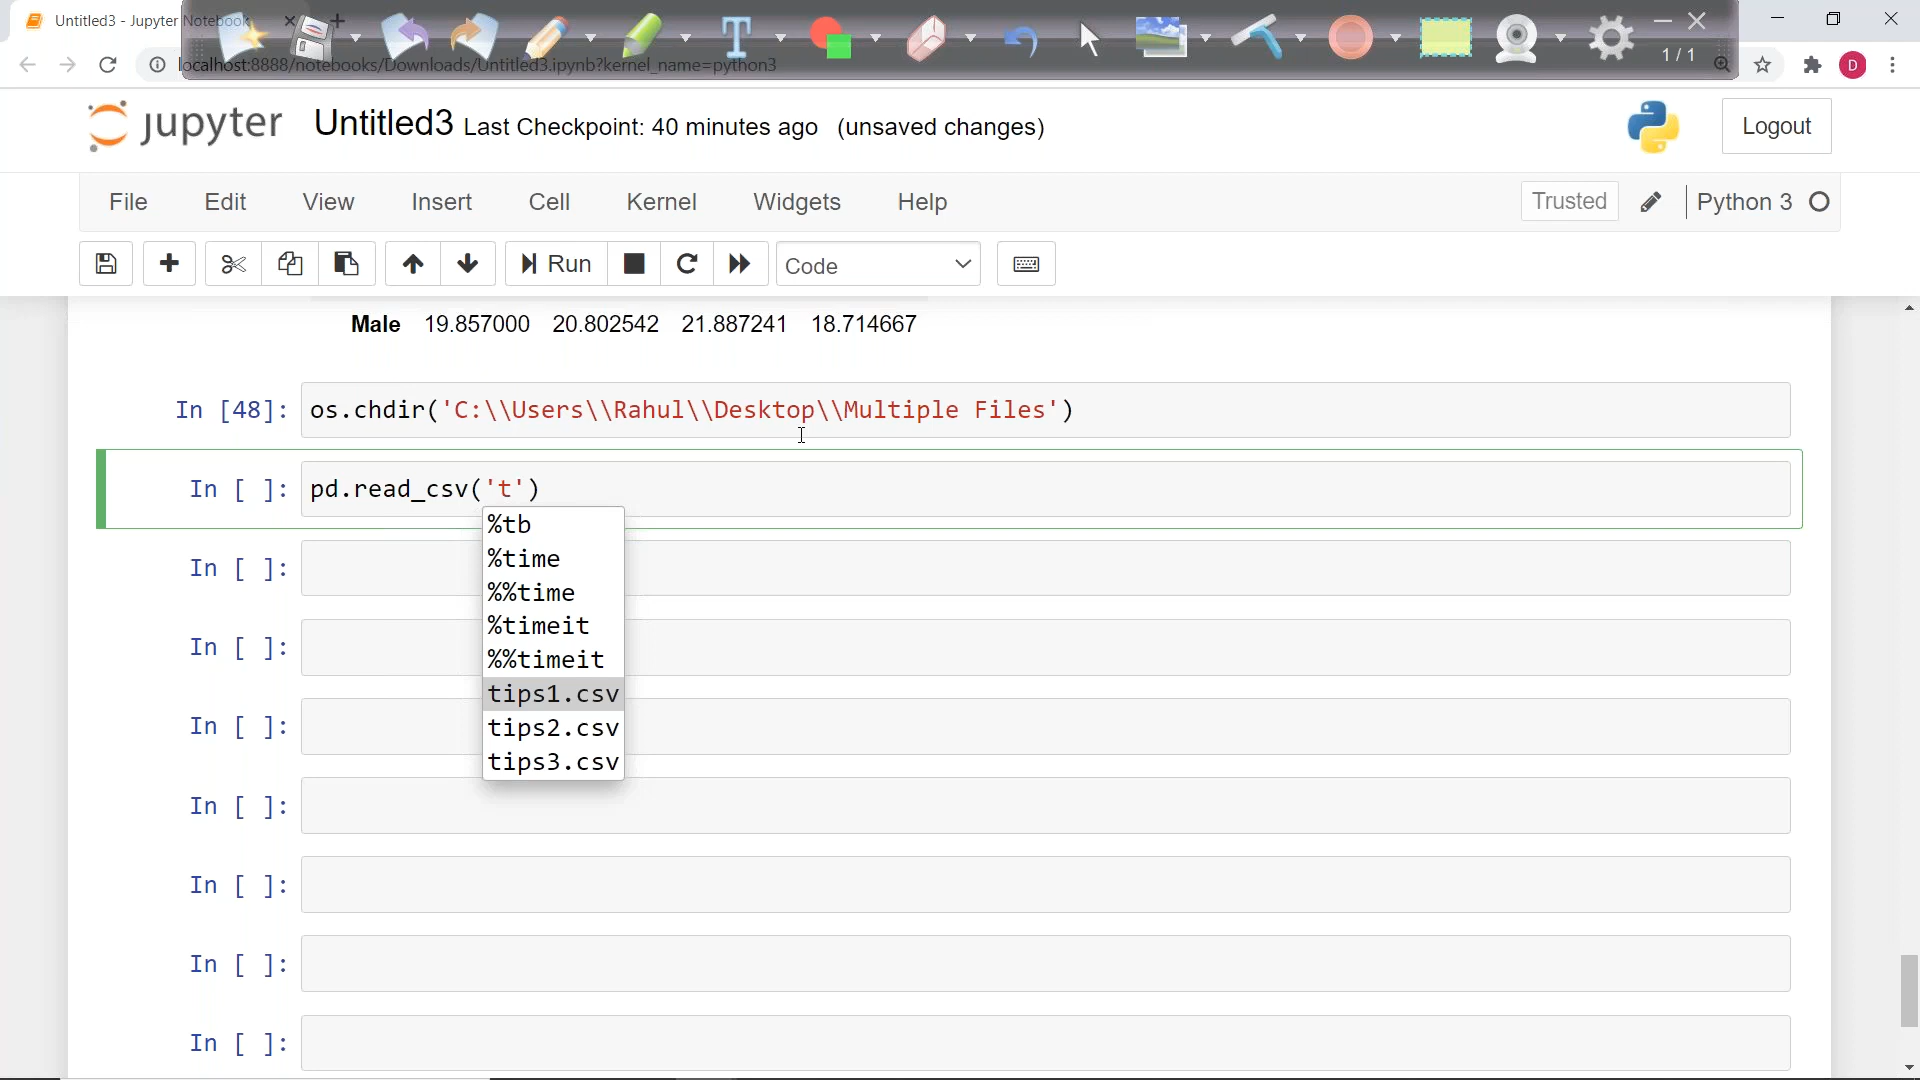 Untitled3 - Jupyter Notebook
localhost:8888/notebooks/Downloads/Untitled3.ipynb?kernel_name=python3
T
1 / 1
D
jupyter Untitled3 Last Checkpoint: 40 minutes ago (unsaved changes)
Logout
File Edit View Insert Cell Kernel Widgets Help
Trusted Python 3
Run Code
Male 19.857000 20.802542 21.887241 18.714667
In [48]: os.chdir('C:\\Users\\Rahul\\Desktop\\Multiple Files')
In [ ]: pd.read_csv('t')
%tb
%time
In [ ]:
%%time
%timeit
In [ ]:
%%timeit
tips1.csv
In [ ]:
tips2.csv
tips3.csv
In [ ]:
In [ ]:
In [ ]:
In [ ]: